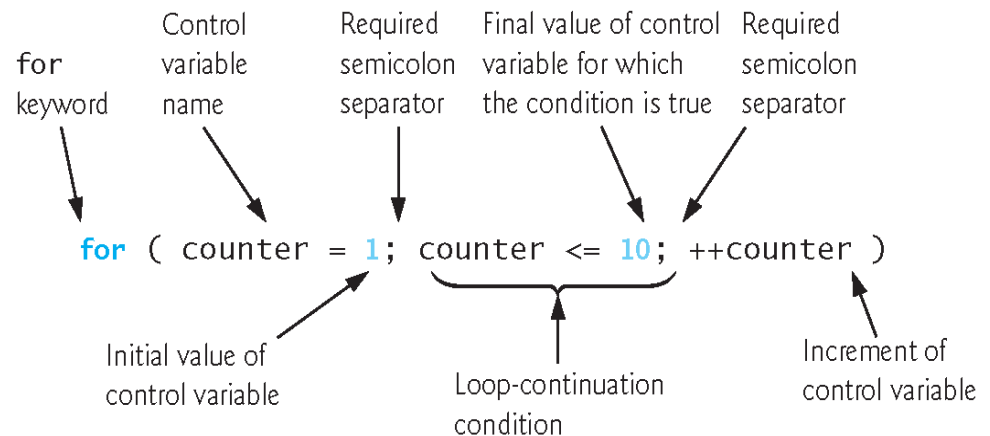 for
keyword
Control
variable
name
Required
semicolon
separator
Final value of control
variable for which
the condition is true
Required
semicolon
separator
for ( counter = 1; counter <= 10; ++counter )
Initial value of
control variable
Loop-continuation
condition
Increment of
control variable